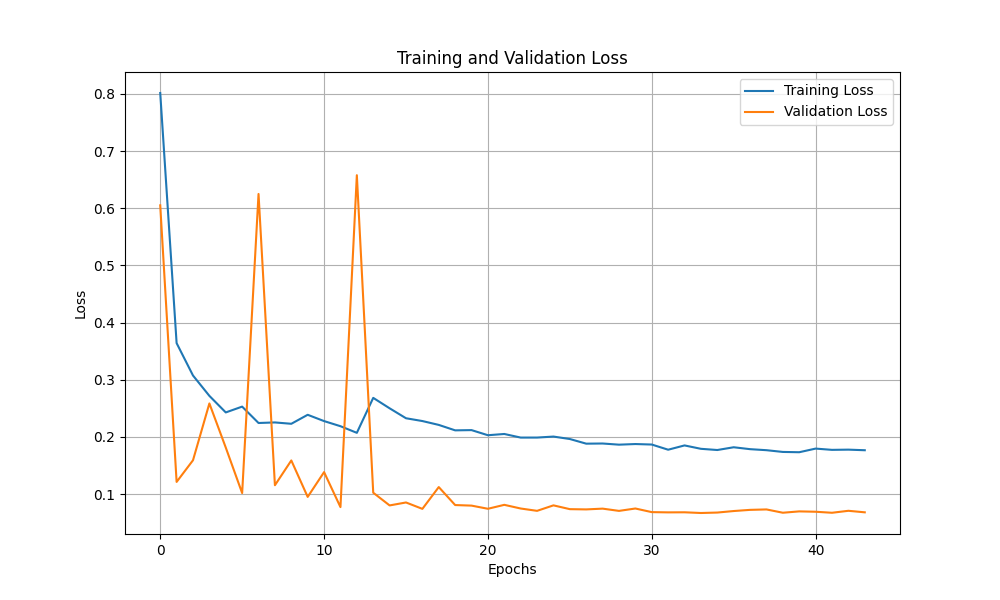 Training and Validation Loss
Training Loss
Validation Loss
0.8
0.7
0.6
0.5
0.4
0.3
0.2
0.1
Loss
0 10 20 30 40
Epochs